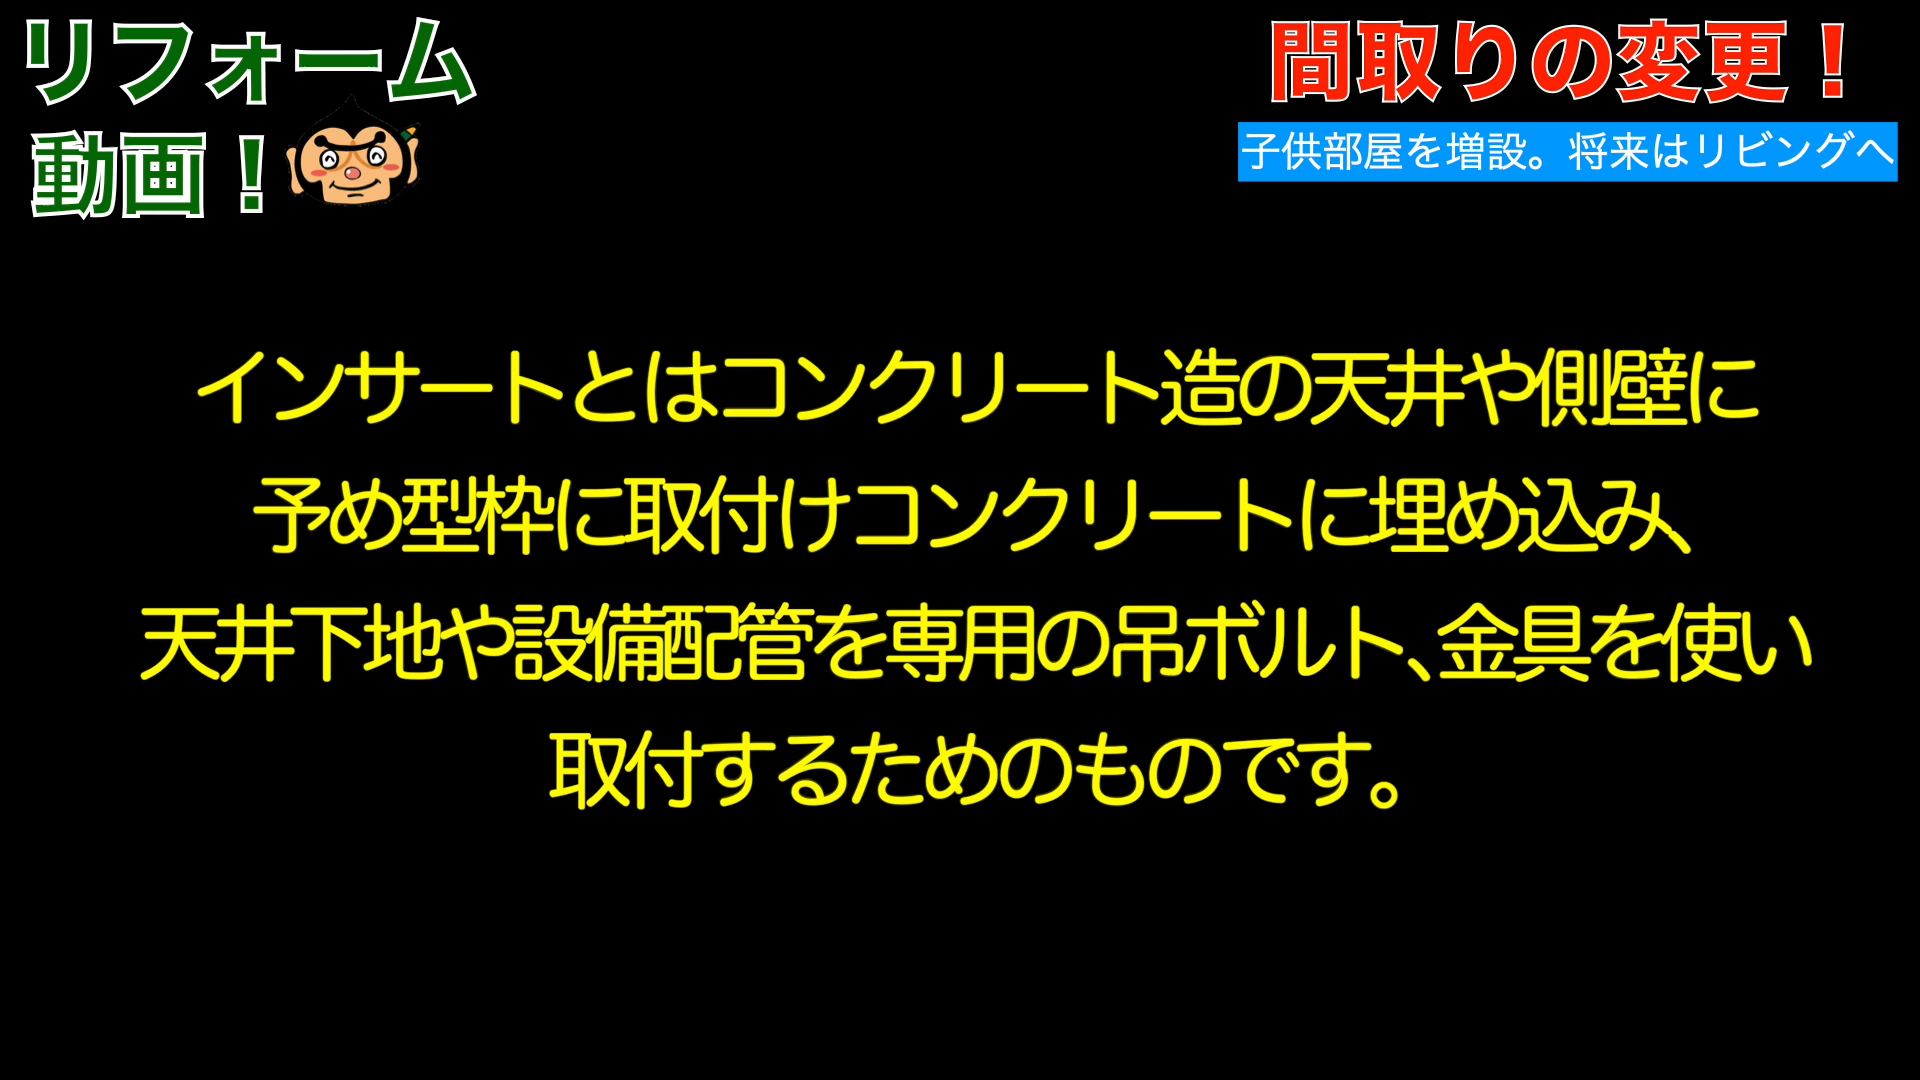 リフォーム
動画！
間取りの変更！
子供部屋を増設。将来はリビングへ
インサートとはコンクリート造の天井や側壁に
予め型枠に取付けコンクリートに埋め込み、
天井下地や設備配管を専用の吊ボルト、金具を使い
取付するためのものです。